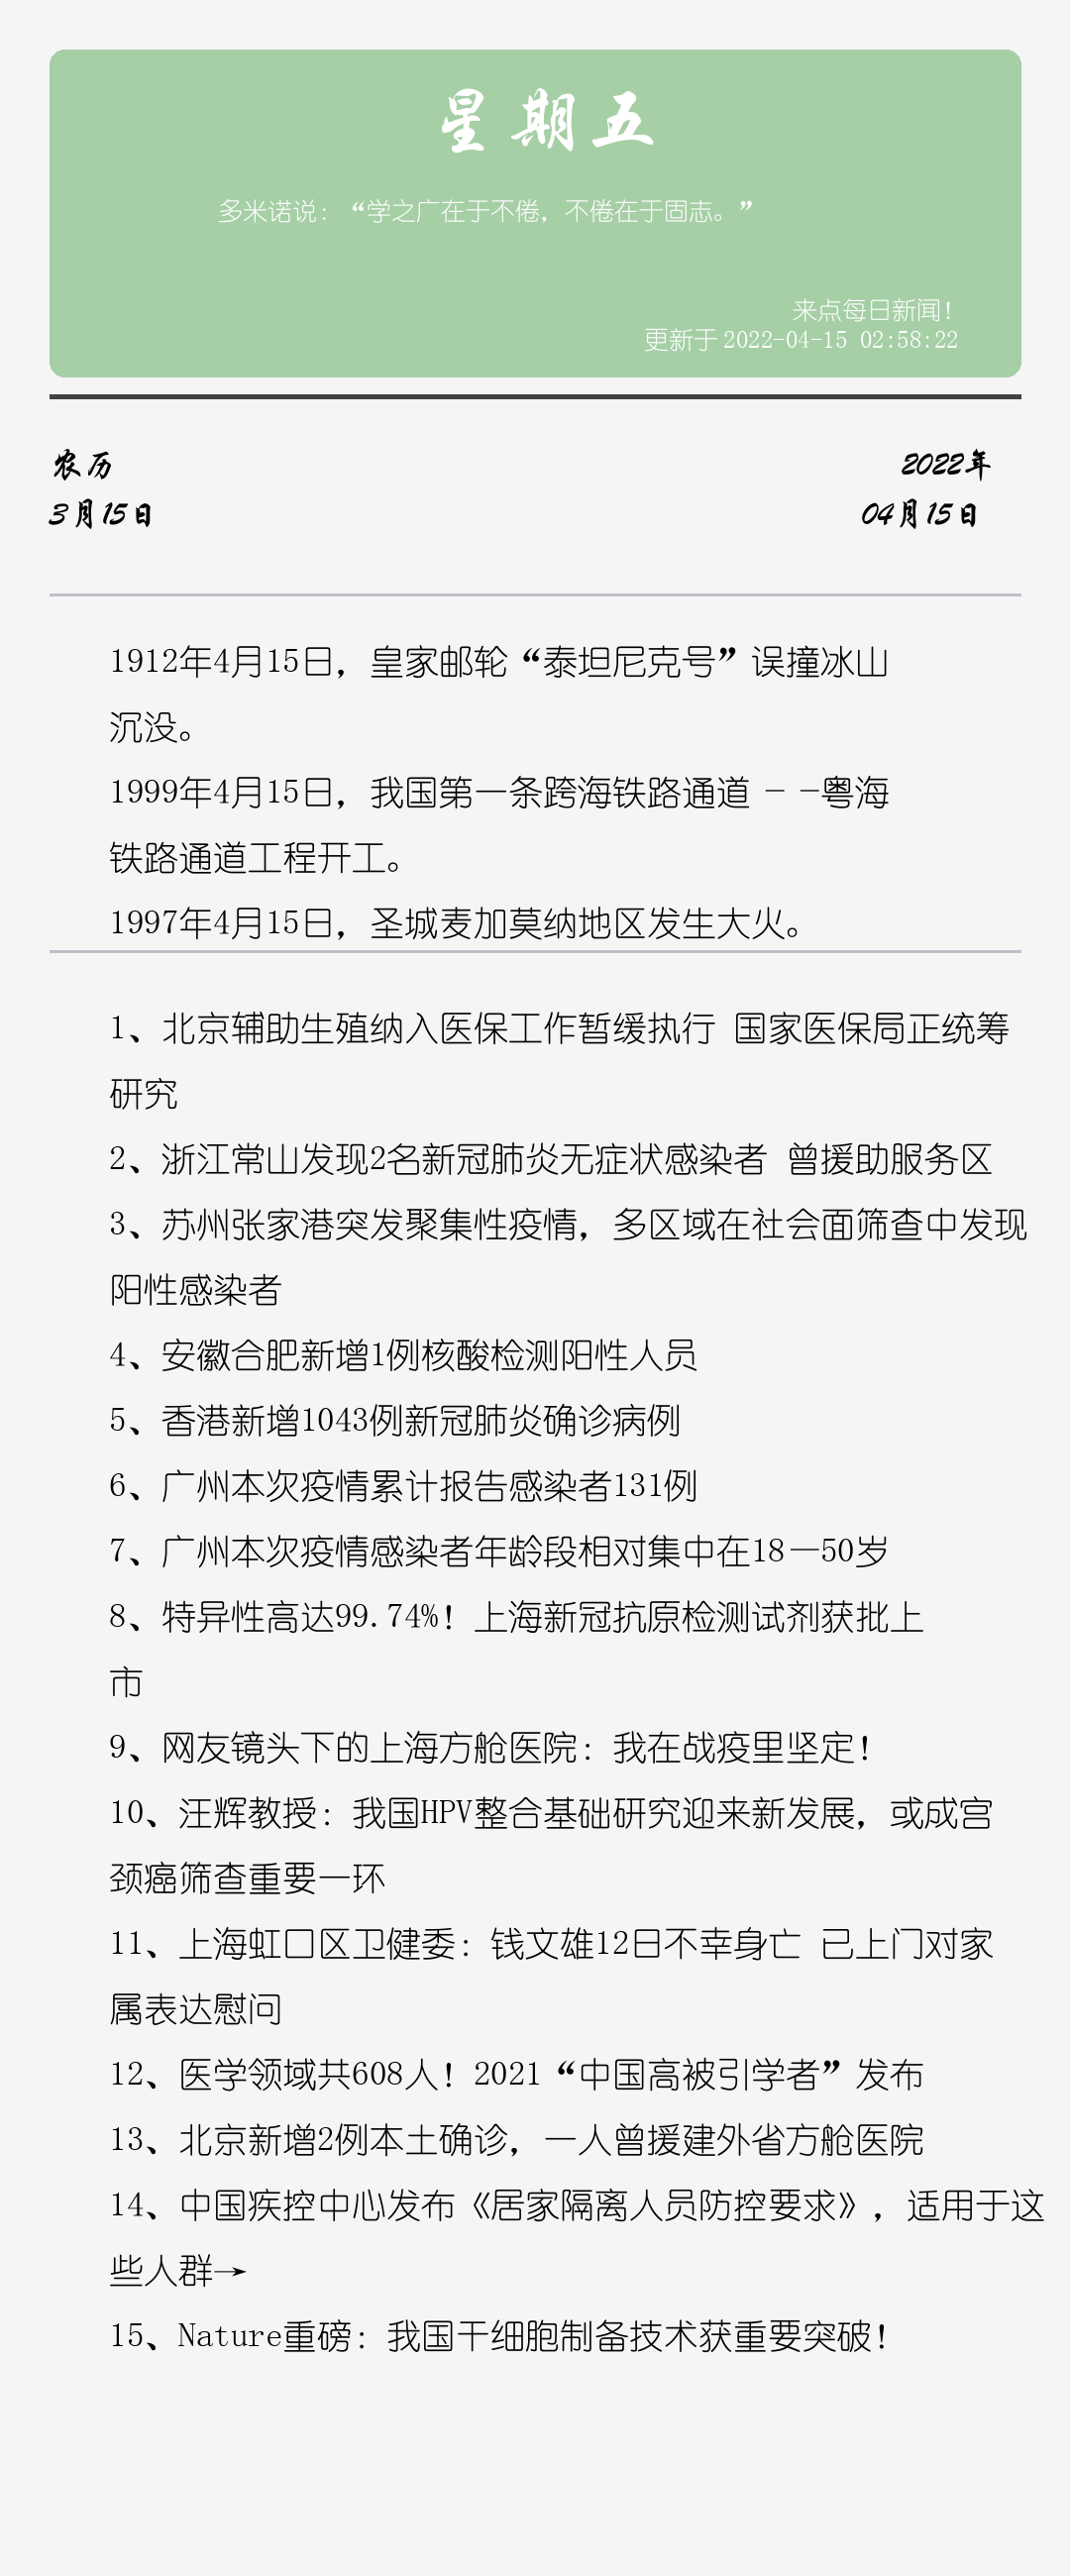 星期五
多米诺说：“学之广在于不倦，不倦在于固志。”
来点每日新闻！
更新于 2022-04-15 02:58:22
农历
3月15日
2022年
04月15日
1912年4月15日，皇家邮轮“泰坦尼克号”误撞冰山
沉没。
1999年4月15日，我国第一条跨海铁路通道 - -粤海
铁路通道工程开工。
1997年4月15日，圣城麦加莫纳地区发生大火。
1、北京辅助生殖纳入医保工作暂缓执行 国家医保局正统筹
研究
2、浙江常山发现2名新冠肺炎无症状感染者 曾援助服务区
3、苏州张家港突发聚集性疫情，多区域在社会面筛查中发现
阳性感染者
4、安徽合肥新增1例核酸检测阳性人员
5、香港新增1043例新冠肺炎确诊病例
6、广州本次疫情累计报告感染者131例
7、广州本次疫情感染者年龄段相对集中在18—50岁
8、特异性高达99.74%！上海新冠抗原检测试剂获批上
市
9、网友镜头下的上海方舱医院：我在战疫里坚定！
10、汪辉教授：我国HPV整合基础研究迎来新发展，或成宫
颈癌筛查重要一环
11、上海虹口区卫健委：钱文雄12日不幸身亡 已上门对家
属表达慰问
12、医学领域共608人！2021“中国高被引学者”发布
13、北京新增2例本土确诊，一人曾援建外省方舱医院
14、中国疾控中心发布《居家隔离人员防控要求》，适用于这
些人群→
15、Nature重磅：我国干细胞制备技术获重要突破！